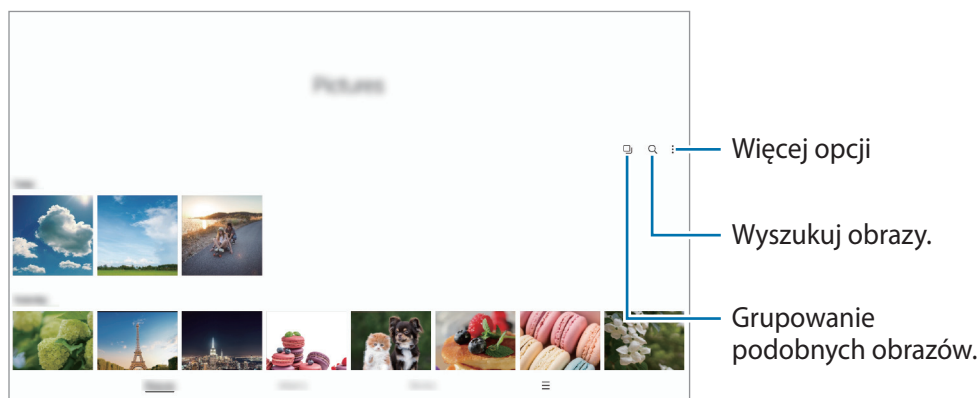 Pictures
Więcej opcji
Wyszukuj obrazy.
Grupowanie
podobnych obrazów.